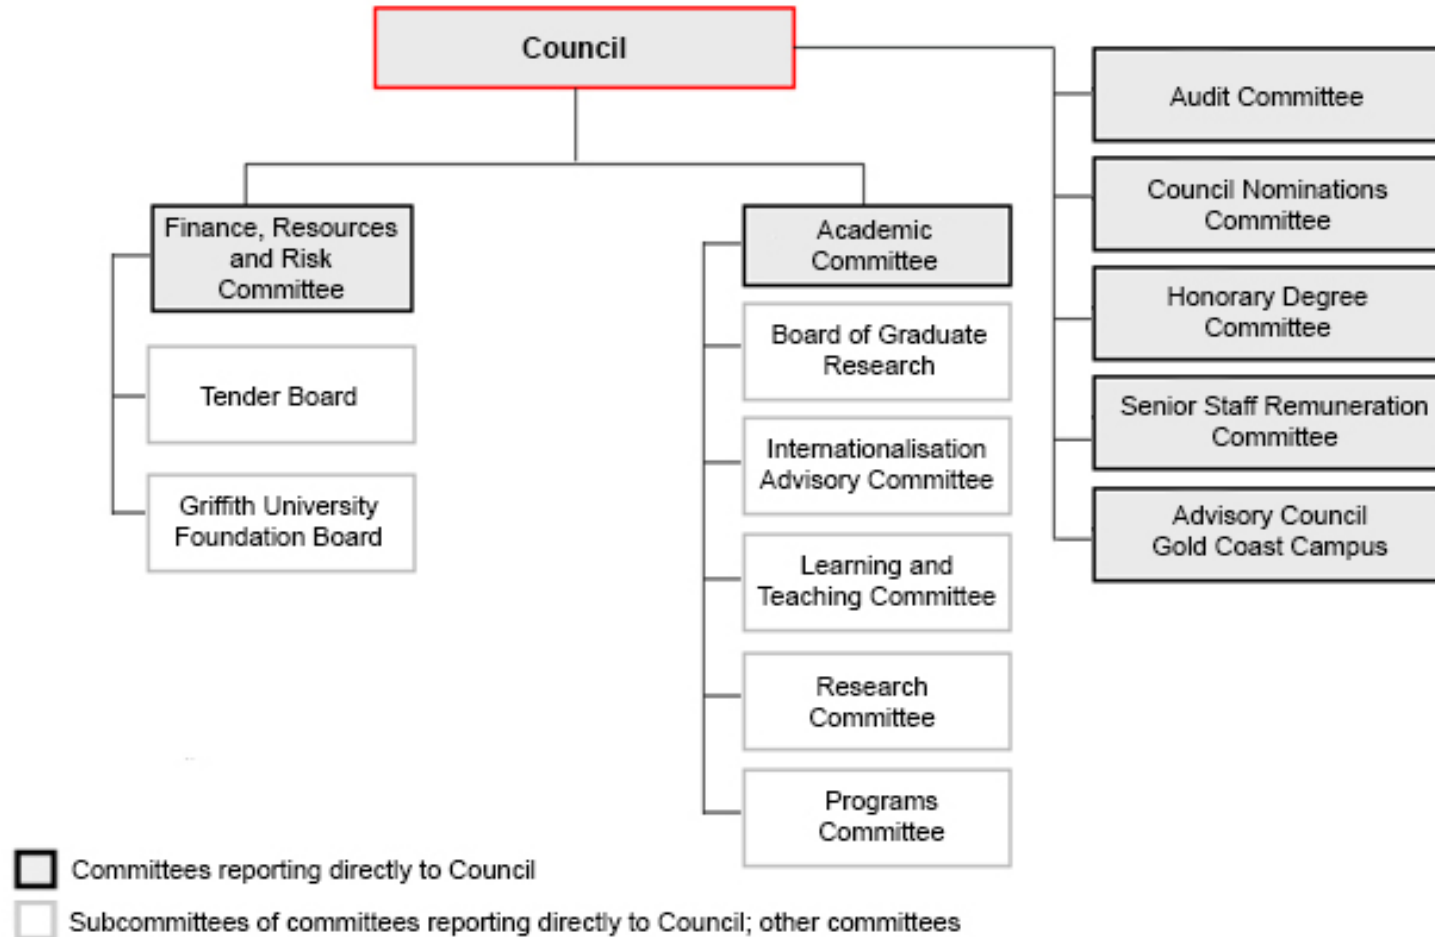 Council
Audit Committee
Council Nominations
Committee
Honorary Degree
Committee
Senior Staff Remuneration
Committee
Advisory Council
Gold Coast Campus
Finance, Resources
and Risk
Committee
Tender Board
Griffith University
Foundation Board
Academic
Committee
Board of Graduate
Research
Internationalisation
Advisory Committee
Learning and
Teaching Committee
Research
Committee
Programs
Committee
Committees reporting directly to Council
Subcommittees of committees reporting directly to Council; other committees